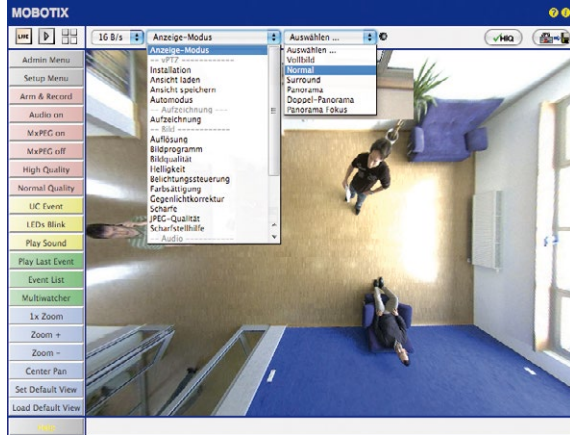 MOBOTIX
LIVE
16 B/s
Anzeige-Modus
Auswählen ...
HIQ
Admin Menu
Setup Menu
Arm & Record
Audio on
MxPEG on
MxPEG off
High Quality
Normal Quality
UC Event
LEDs Blink
Play Sound
Play Last Event
Event List
Multiwatcher
1x Zoom
Zoom +
Zoom -
Center Pan
Set Default View
Load Default View
Anzeige-Modus
-- vPTZ --------------
Installation
Ansicht laden
Ansicht speichern
Automodus
-- Aufzeichnung ----
Aufzeichnung
-- Bild --------------
Auflösung
Bildprogramm
Bildqualität
Helligkeit
Belichtungssteuerung
Farbsättigung
Gegenlichtkorrektur
Schärfe
JPEG-Qualität
Scharfstellhilfe
-- Audio ------------
Auswählen ...
Vollbild
Normal
Surround
Panorama
Doppel-Panorama
Panorama Fokus